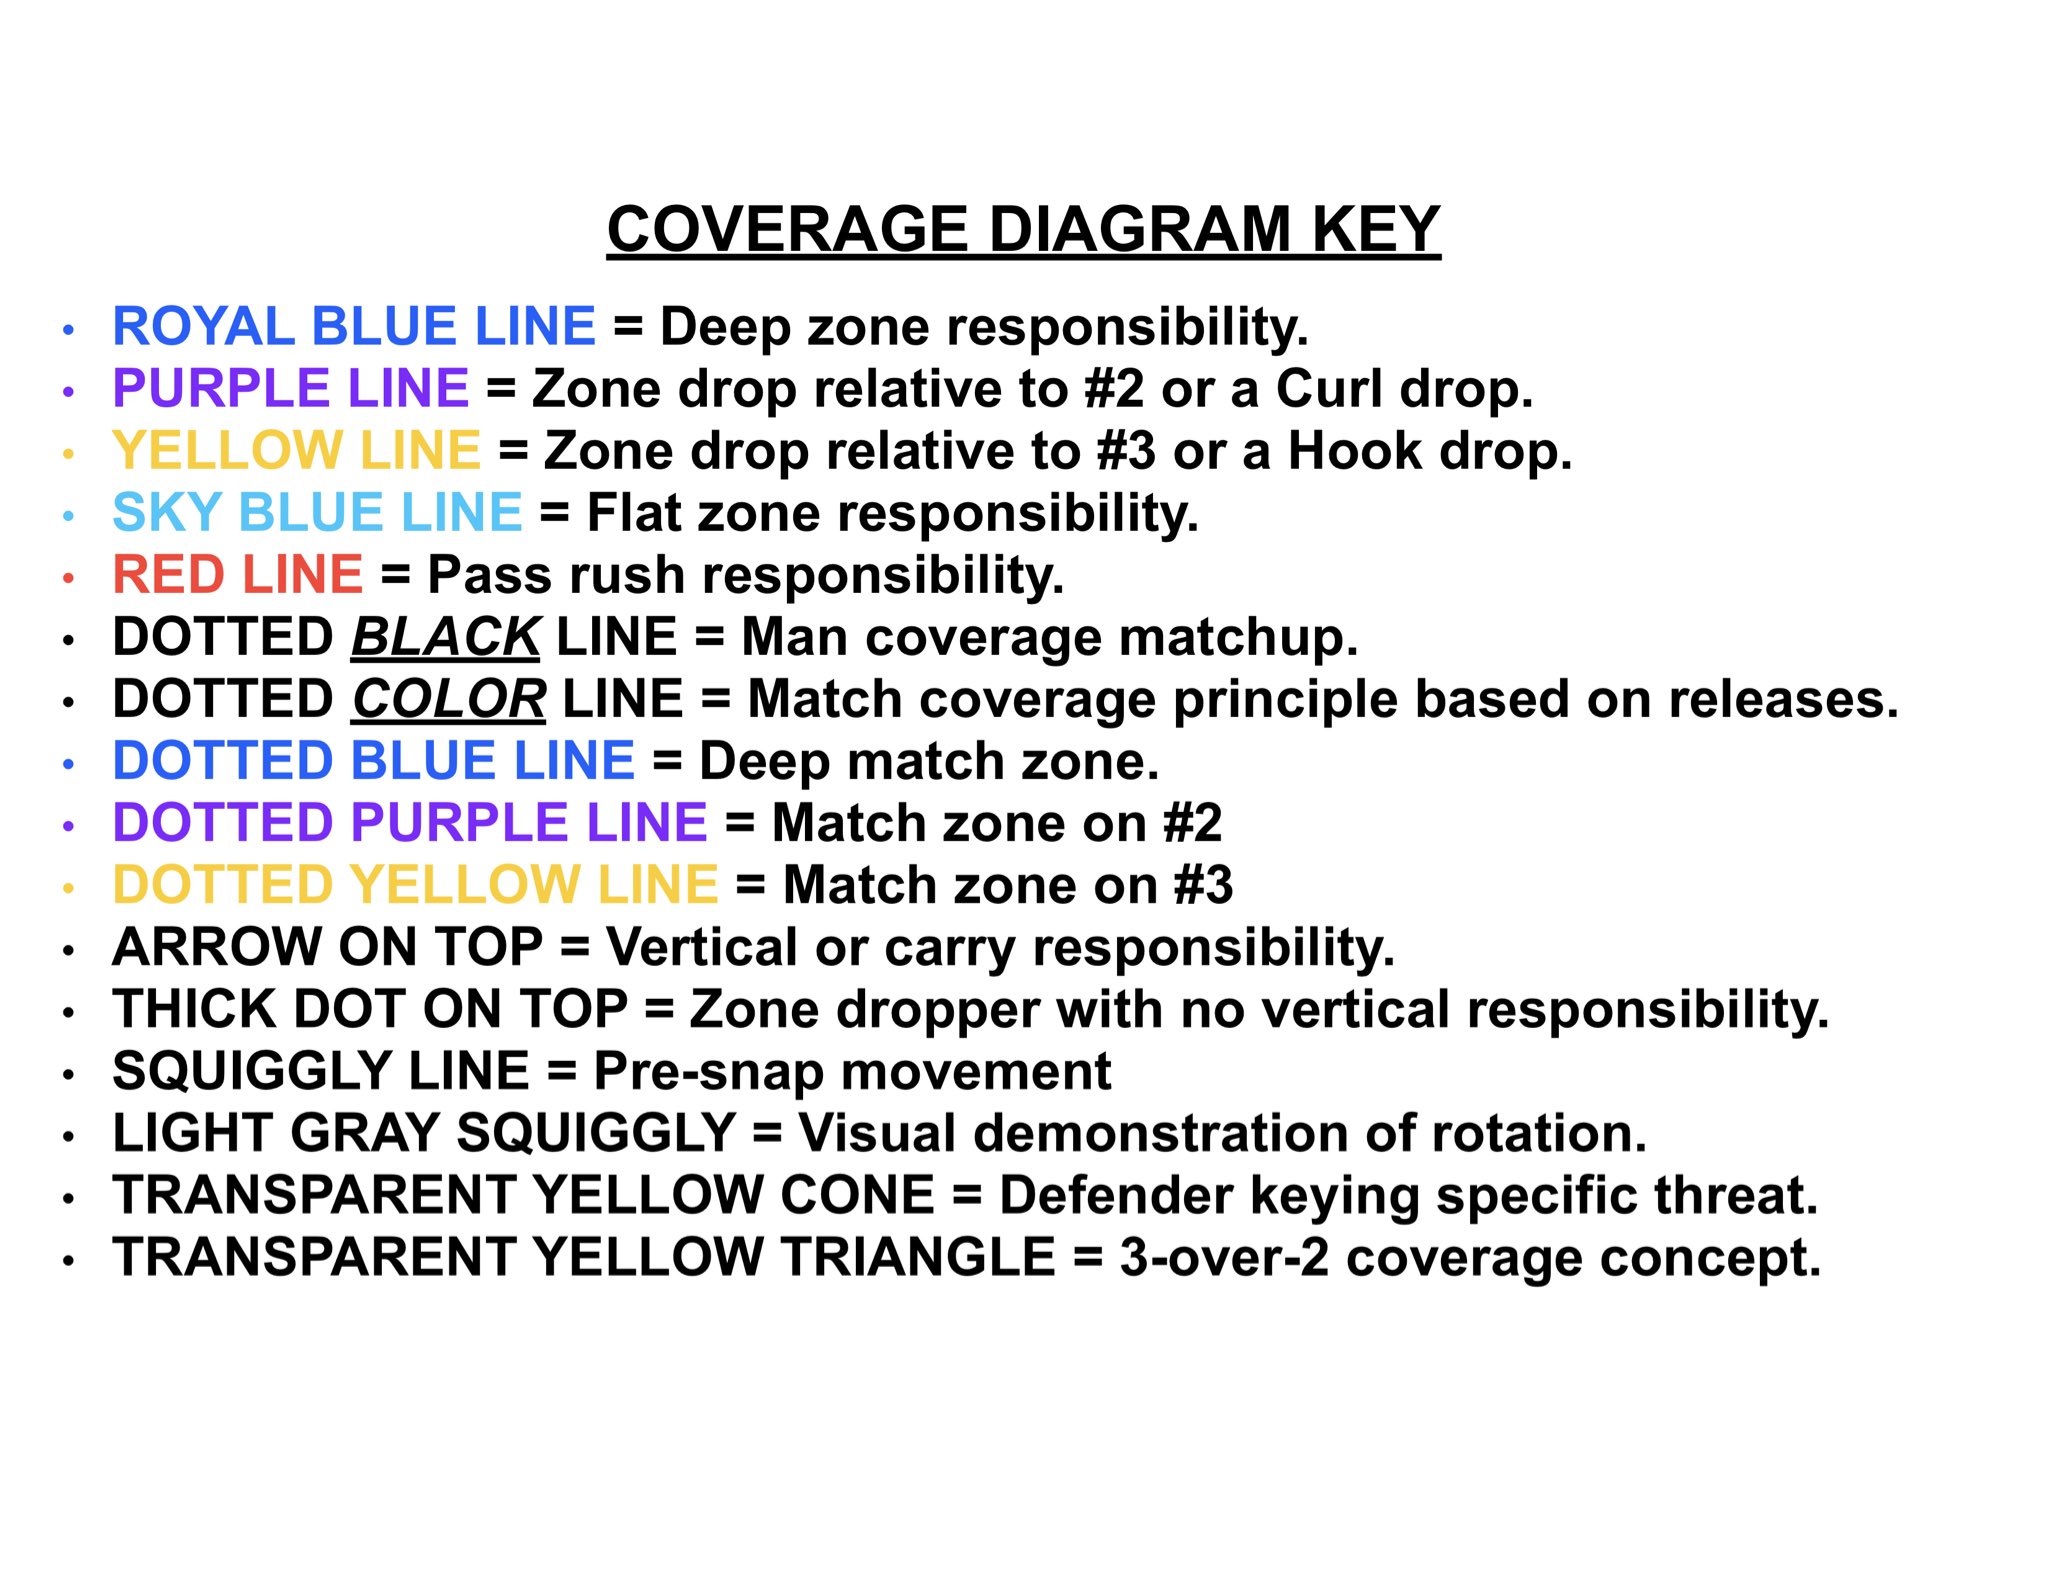 COVERAGE DIAGRAM KEY
• ROYAL BLUE LINE = Deep zone responsibility.
• PURPLE LINE = Zone drop relative to #2 or a Curl drop.
• YELLOW LINE = Zone drop relative to #3 or a Hook drop.
• SKY BLUE LINE = Flat zone responsibility.
• RED LINE = Pass rush responsibility.
• DOTTED BLACK LINE = Man coverage matchup.
• DOTTED COLOR LINE = Match coverage principle based on releases.
• DOTTED BLUE LINE = Deep match zone.
• DOTTED PURPLE LINE = Match zone on #2
• DOTTED YELLOW LINE = Match zone on #3
• ARROW ON TOP = Vertical or carry responsibility.
• THICK DOT ON TOP = Zone dropper with no vertical responsibility.
• SQUIGGLY LINE = Pre-snap movement
• LIGHT GRAY SQUIGGLY = Visual demonstration of rotation.
• TRANSPARENT YELLOW CONE = Defender keying specific threat.
• TRANSPARENT YELLOW TRIANGLE = 3-over-2 coverage concept.